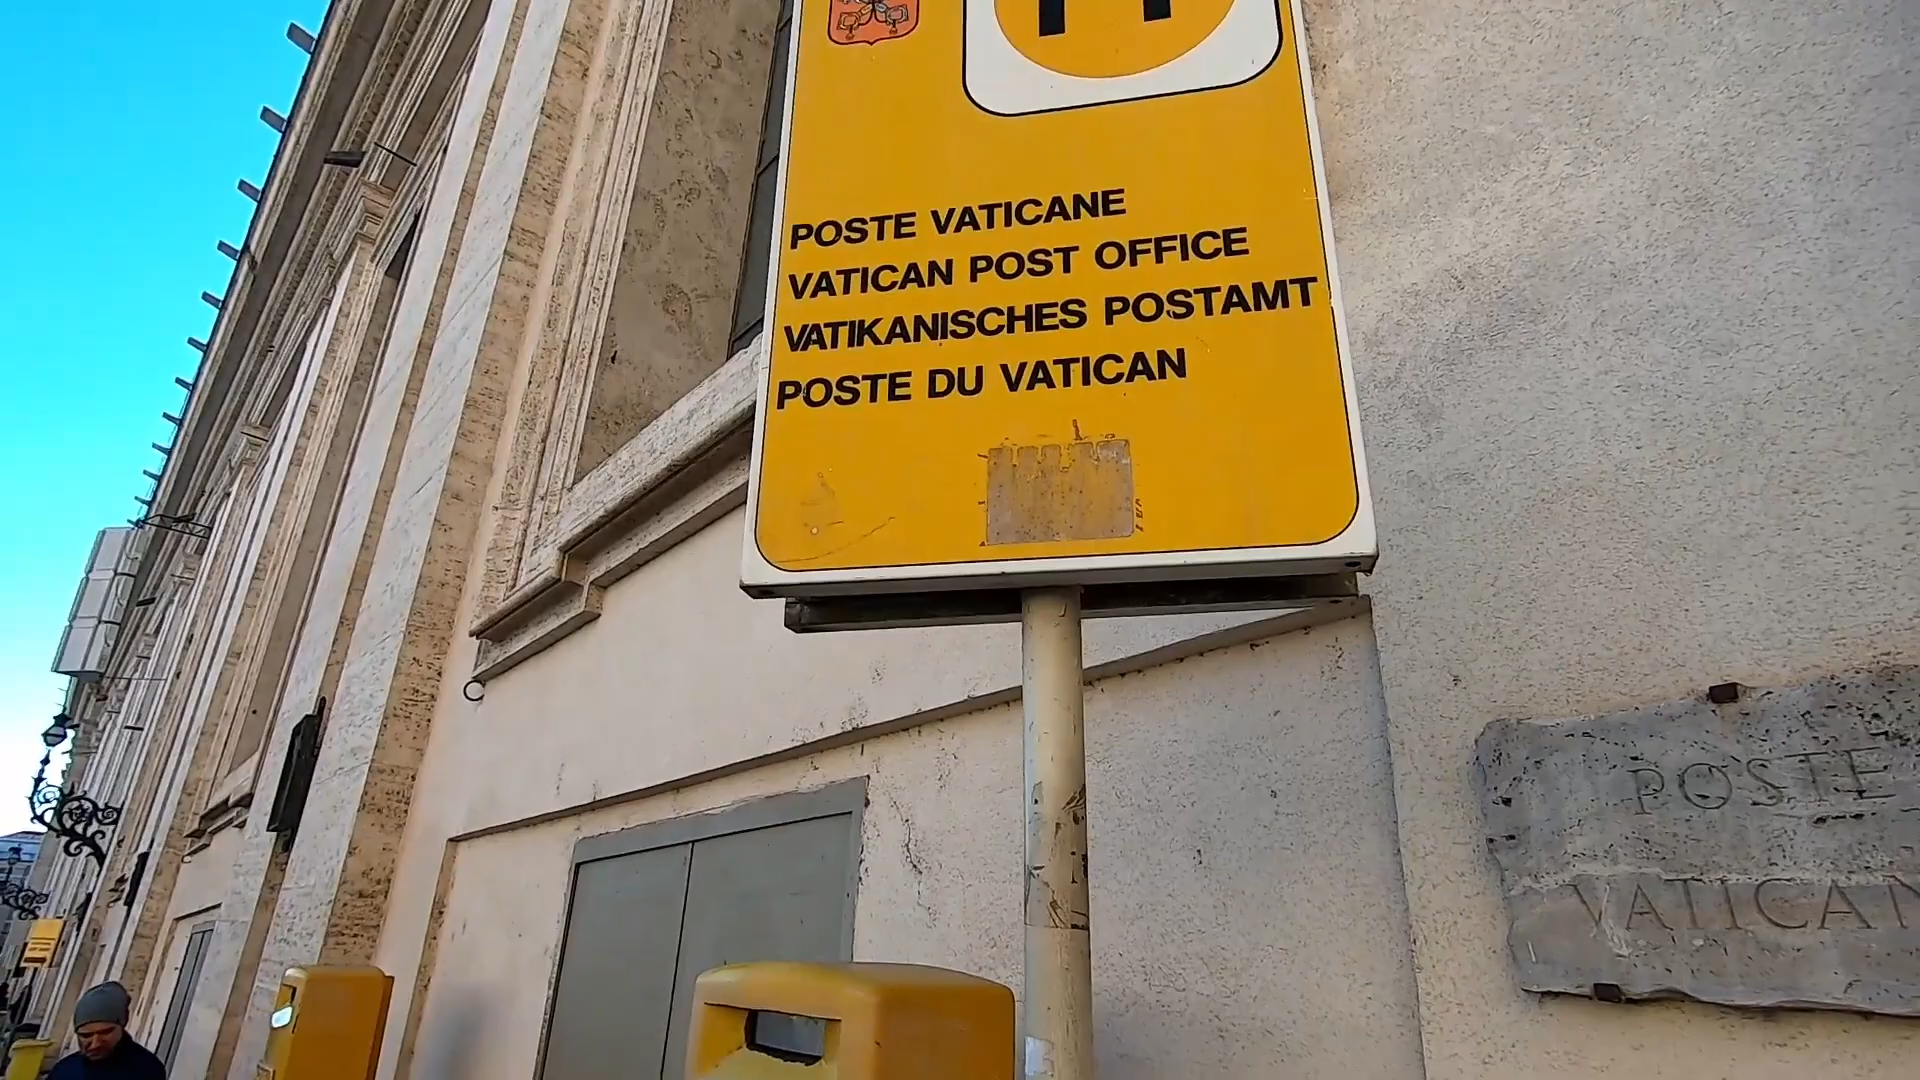 POSTE VATICANE
VATICAN POST OFFICE
VATIKANISCHES POSTAMT
POSTE DU VATICAN
POSTE
VATICAN